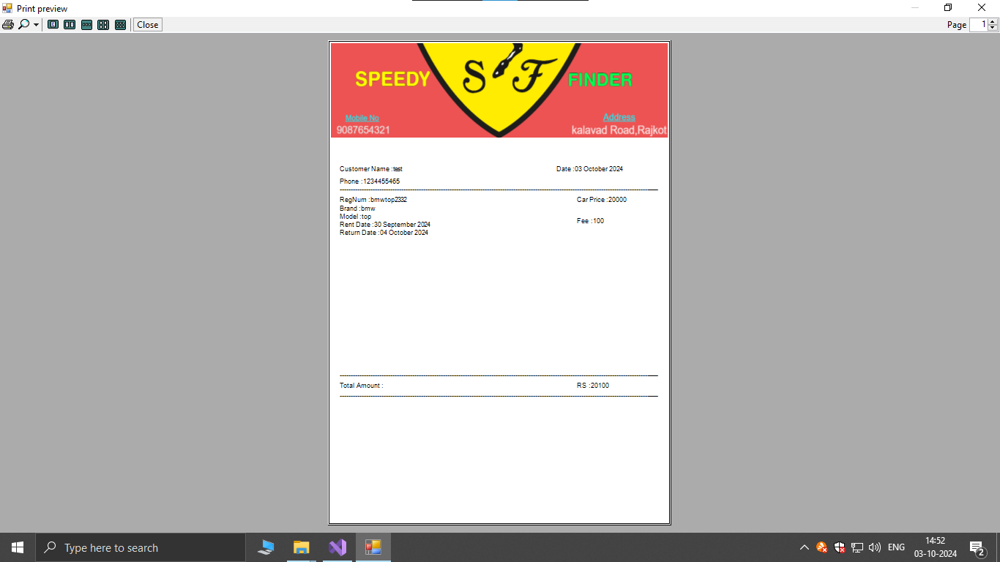 Print preview
Close
Page 1
SPEEDY S F FINDER
Mobile No
Address
9087654321
kalavad Road,Rajkot
Customer Name :test
Date :03 October 2024
Phone :1234455465
RegNum :bmwtop2332
Car Price :20000
Brand :bmw
Model :top
Fee :100
Rent Date :30 September 2024
Return Date :04 October 2024
Total Amount :
RS :20100
Type here to search
ENG
14:52
03-10-2024
2